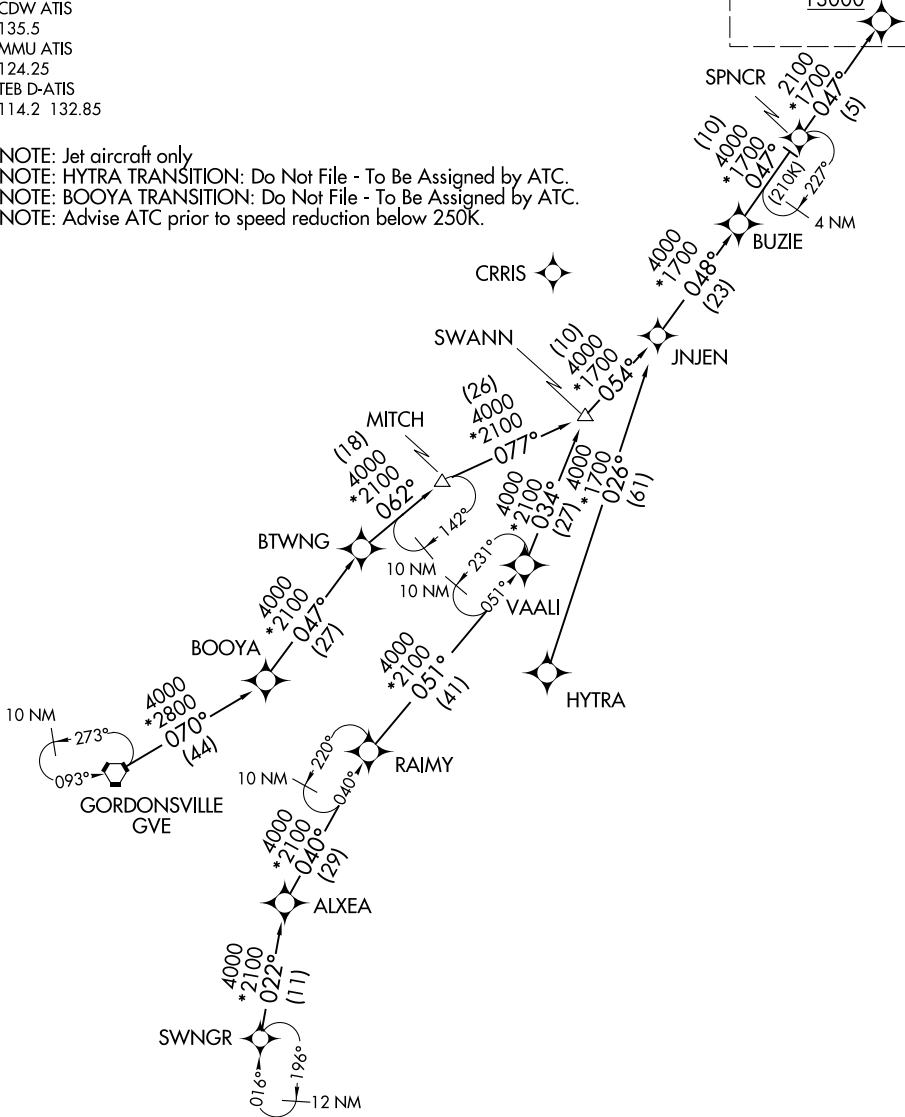 CDW ATIS
135.5
MMU ATIS
124.25
TEB D-ATIS
114.2 132.85
NOTE: Jet aircraft only
NOTE: HYTRA TRANSITION: Do Not File - To Be Assigned by ATC.
NOTE: BOOYA TRANSITION: Do Not File - To Be Assigned by ATC.
NOTE: Advise ATC prior to speed reduction below 250K.
13000
SPNCR
2100
*1700
047°
(5)
(10)
4000
*1700
047°
(210K)
227°
4 NM
BUZIE
4000
*1700
048°
(23)
CRRIS
JNJEN
SWANN
(10)
4000
*1700
054°
MITCH
(26)
4000
*2100
077°
(18)
4000
*2100
062°
142°
10 NM
BTWNG
4000
*2100
034°
(27)
4000
*1700
026°
(61)
231°
10 NM
051°
VAALI
4000
*2100
047°
(27)
BOOYA
4000
*2100
051°
(41)
HYTRA
4000
*2800
070°
(44)
10 NM
273°
093°
GORDONSVILLE
GVE
220°
10 NM
040°
RAIMY
4000
*2100
040°
(29)
ALXEA
4000
*2100
022°
(11)
SWNGR
016°
196°
12 NM